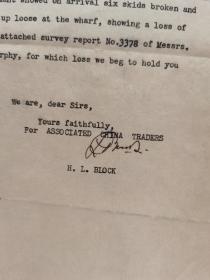 ment showed on arrival six skids broken and
up loose at the wharf, showing a loss of
attached survey report No.3378 of Messrs.
rphy, for which loss we beg to hold you
We are, dear Sirs,
Yours faithfully,
For ASSOCIATED CHINA TRADERS
H. L. BLOCK